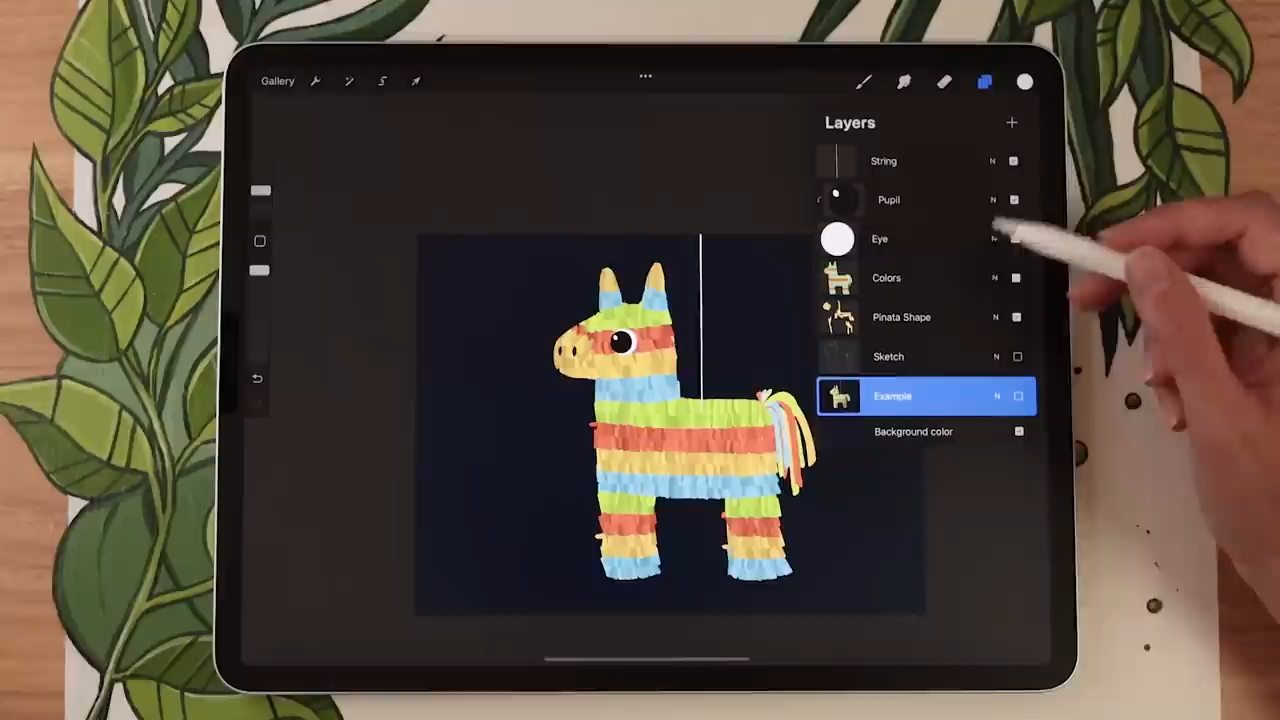 Gallery
Layers
String N
Pupil N
Eye
Colors N
Pinata Shape N
Sketch N
Example N
Background color